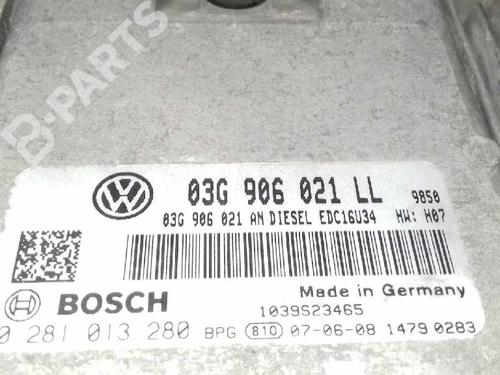 B-PARTS
03G 906 021 LL 9850
03G 906 021 AN DIESEL EDC16U34 HW: H07
Made in Germany
BOSCH
1039S23465
0 281 013 280 BPG 810 07-06-08 1479 0283